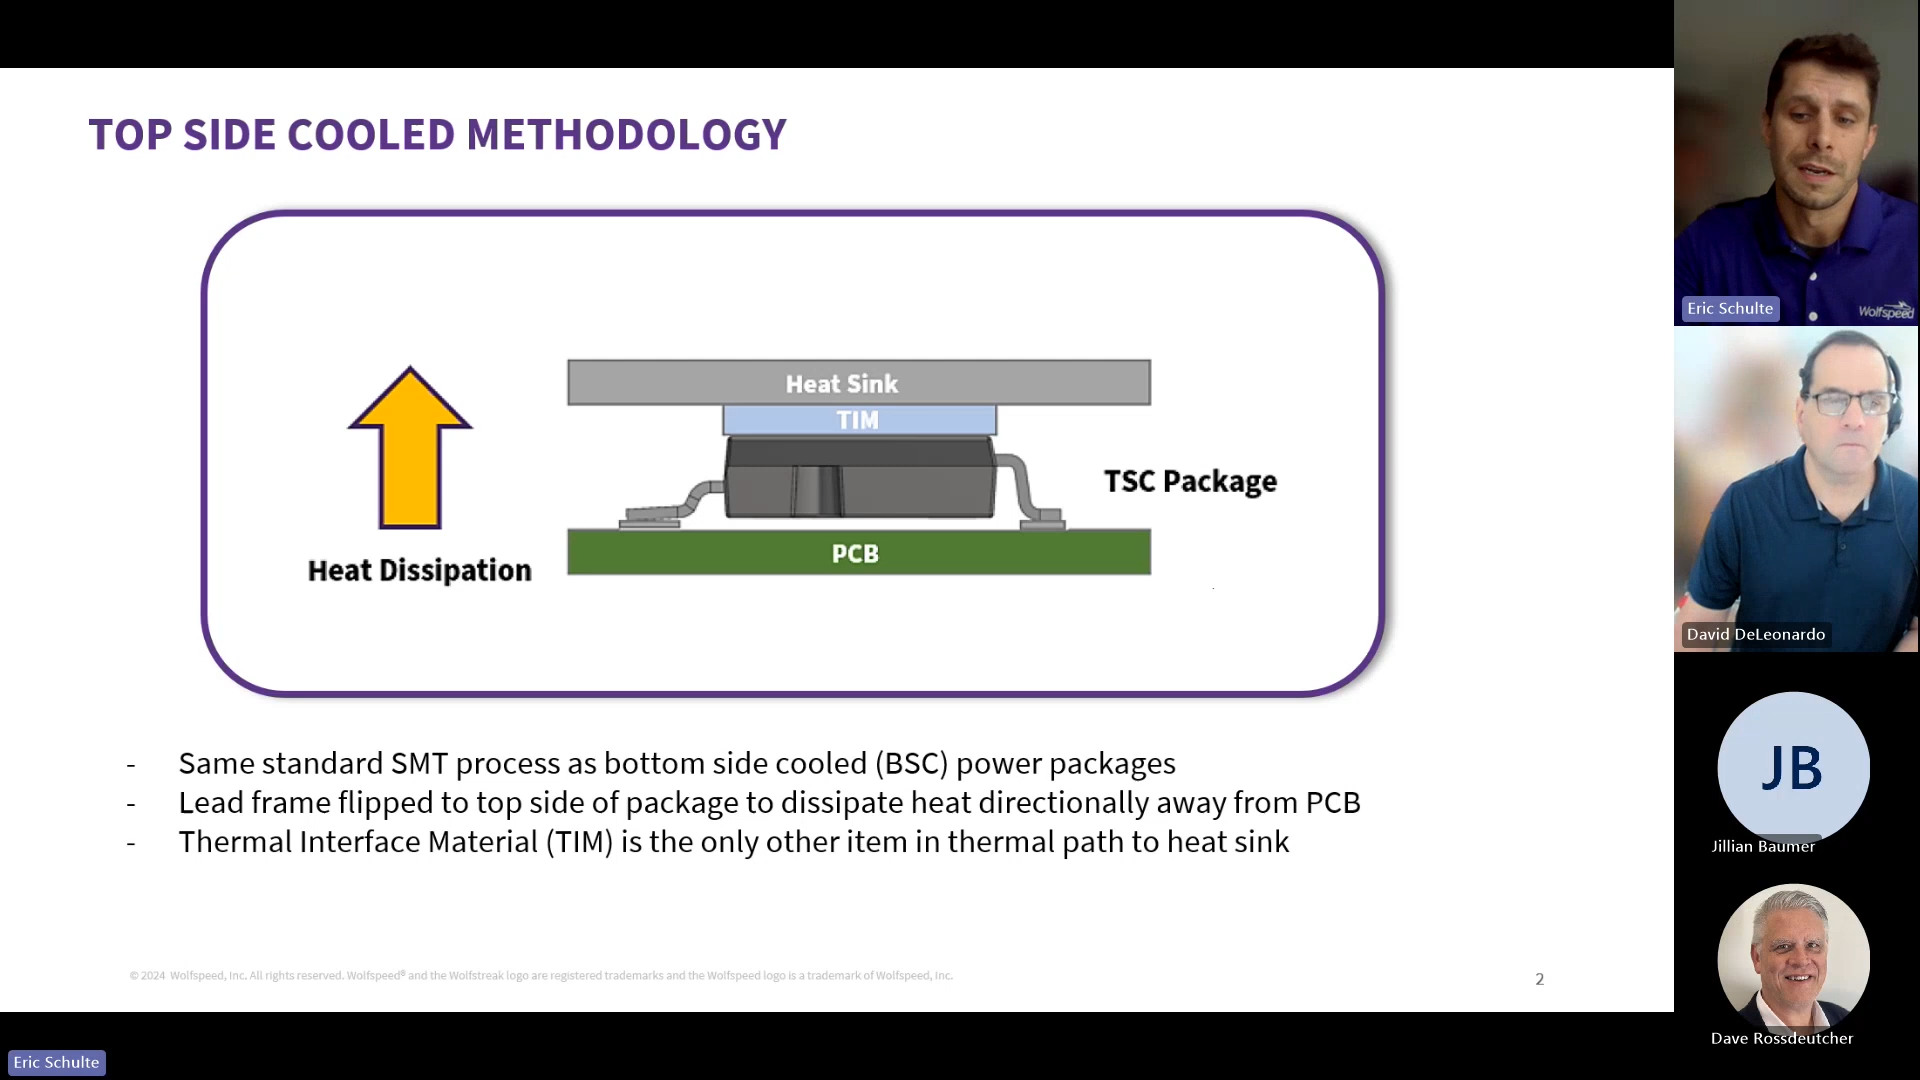 TOP SIDE COOLED METHODOLOGY
Heat Sink
TIM
TSC Package
PCB
Heat Dissipation
- Same standard SMT process as bottom side cooled (BSC) power packages
- Lead frame flipped to top side of package to dissipate heat directionally away from PCB
- Thermal Interface Material (TIM) is the only other item in thermal path to heat sink
© 2024 Wolfspeed, Inc. All rights reserved. Wolfspeed® and the Wolfstreak logo are registered trademarks and the Wolfspeed logo is a trademark of Wolfspeed, Inc.
2
Eric Schulte
Wolfspeed
Eric Schulte
David DeLeonardo
JB
Jillian Baumer
Dave Rossdeutcher